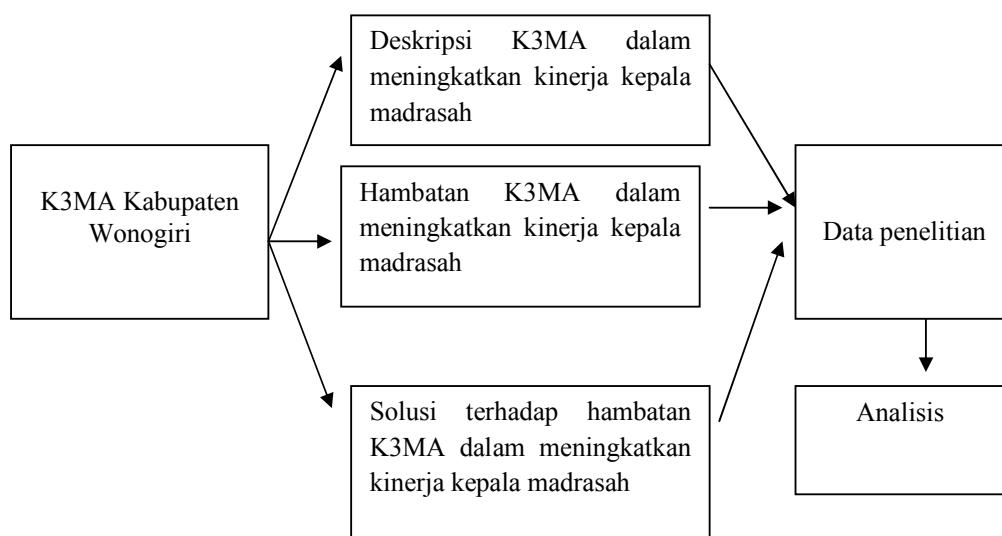 Deskripsi K3MA dalam
meningkatkan kinerja kepala
madrasah
K3MA Kabupaten
Wonogiri
Hambatan K3MA dalam
meningkatkan kinerja kepala
madrasah
Solusi terhadap hambatan
K3MA dalam meningkatkan
kinerja kepala madrasah
Data penelitian
Analisis